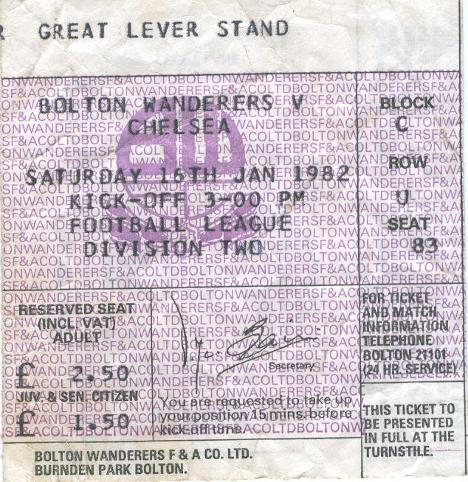 R GREAT LEVER STAND
BOLTON WANDERERS V
CHELSEA
SATURDAY 16TH JAN 1982
KICK-OFF 3-00 PM
FOOTBALL LEAGUE
DIVISION TWO
BLOCK
C
ROW
U
SEAT
83
RESERVED SEAT
(INCL. VAT)
ADULT
£ 2.50
JUV. & SEN. CITIZEN
£ 1.50
Secretary
You are requested to take up
your position 15 mins. before
kick-off time.
FOR TICKET
AND MATCH
INFORMATION
TELEPHONE
BOLTON 21101
(24 HR. SERVICE)
THIS TICKET TO
BE PRESENTED
IN FULL AT THE
TURNSTILE.
BOLTON WANDERERS F & A CO. LTD.
BURNDEN PARK BOLTON.